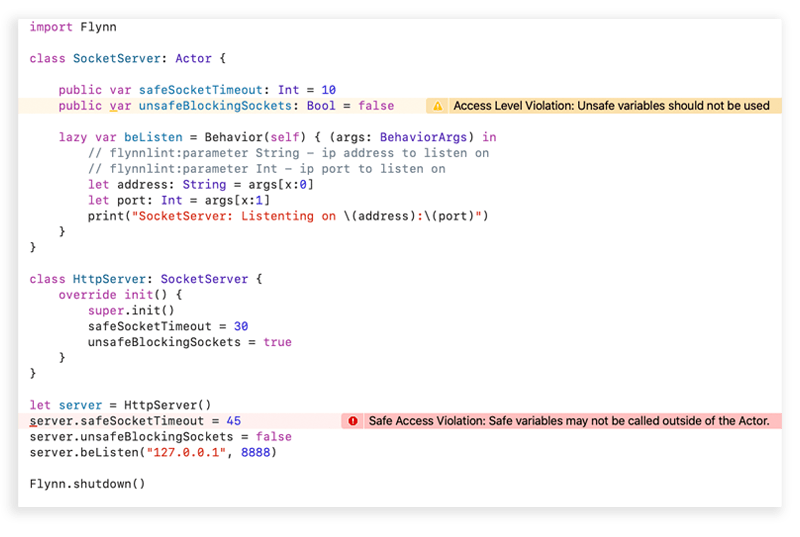 import Flynn
class SocketServer: Actor {
public var safeSocketTimeout: Int = 10
public var unsafeBlockingSockets: Bool = false Access Level Violation: Unsafe variables should not be used
lazy var beListen = Behavior(self) { (args: BehaviorArgs) in
// flynnlint:parameter String – ip address to listen on
// flynnlint:parameter Int – ip port to listen on
let address: String = args[x:0]
let port: Int = args[x:1]
print("SocketServer: Listenting on \(address):\(port)")
}
}
class HttpServer: SocketServer {
override init() {
super.init()
safeSocketTimeout = 30
unsafeBlockingSockets = true
}
}
let server = HttpServer()
server.safeSocketTimeout = 45 Safe Access Violation: Safe variables may not be called outside of the Actor.
server.unsafeBlockingSockets = false
server.beListen("127.0.0.1", 8888)
Flynn.shutdown()